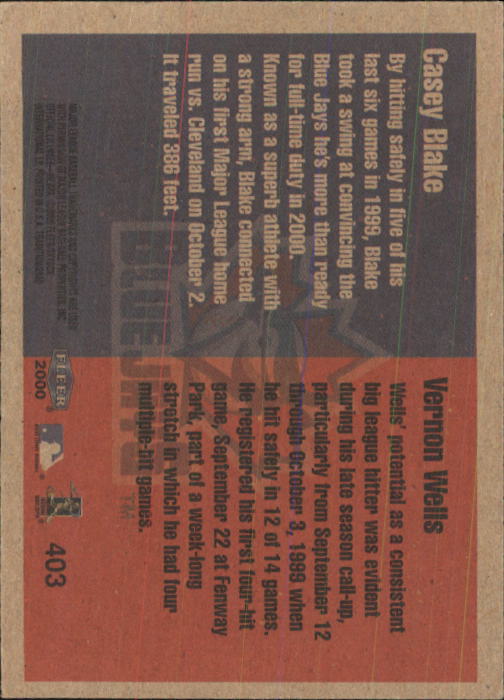 Casey Blake
By hitting safely in five of his
last six games in 1999, Blake
took a swing at convincing the
Blue Jays he's more than ready
for full-time duty in 2000.
Known as a superb athlete with
a strong arm, Blake connected
on his first Major League home
run vs. Cleveland on October 2.
It traveled 386 feet.
Vernon Wells
Wells' potential as a consistent
big league hitter was evident
during his late season call-up,
particularly from September 12
through October 3, 1999 when
he hit safely in 12 of 14 games.
He registered his first four-hit
game, September 22 at Fenway
Park, part of a week-long
stretch in which he had four
multiple-hit games.
BLUE JAYS
TM
FLEER
2000
403